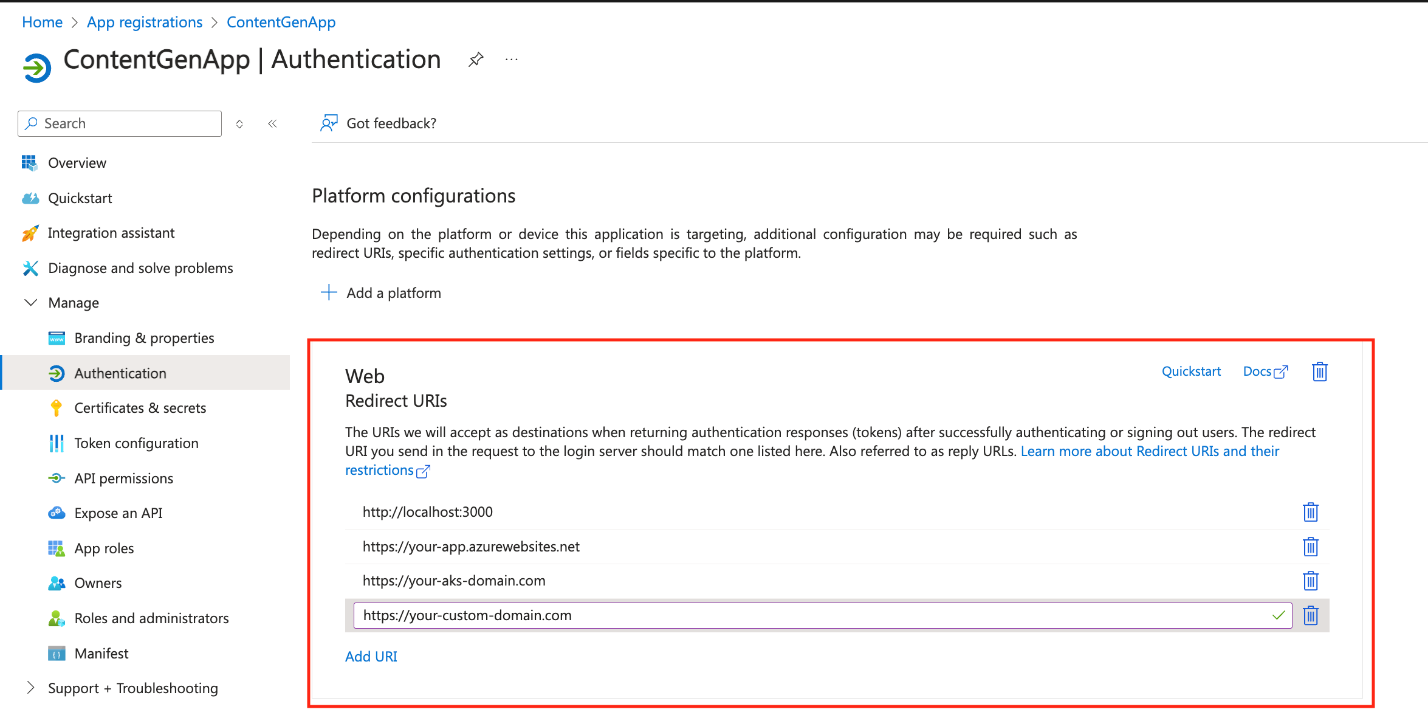 Home > App registrations > ContentGenApp
ContentGenApp | Authentication
Search
Got feedback?
Overview
Quickstart
Integration assistant
Diagnose and solve problems
Manage
Branding & properties
Authentication
Certificates & secrets
Token configuration
API permissions
Expose an API
App roles
Owners
Roles and administrators
Manifest
Support + Troubleshooting
Platform configurations
Depending on the platform or device this application is targeting, additional configuration may be required such as
redirect URIs, specific authentication settings, or fields specific to the platform.
Add a platform
Web
Quickstart
Docs
Redirect URIs
The URIs we will accept as destinations when returning authentication responses (tokens) after successfully authenticating or signing out users. The redirect
URI you send in the request to the login server should match one listed here. Also referred to as reply URLs. Learn more about Redirect URIs and their
restrictions
http://localhost:3000
https://your-app.azurewebsites.net
https://your-aks-domain.com
https://your-custom-domain.com
Add URI